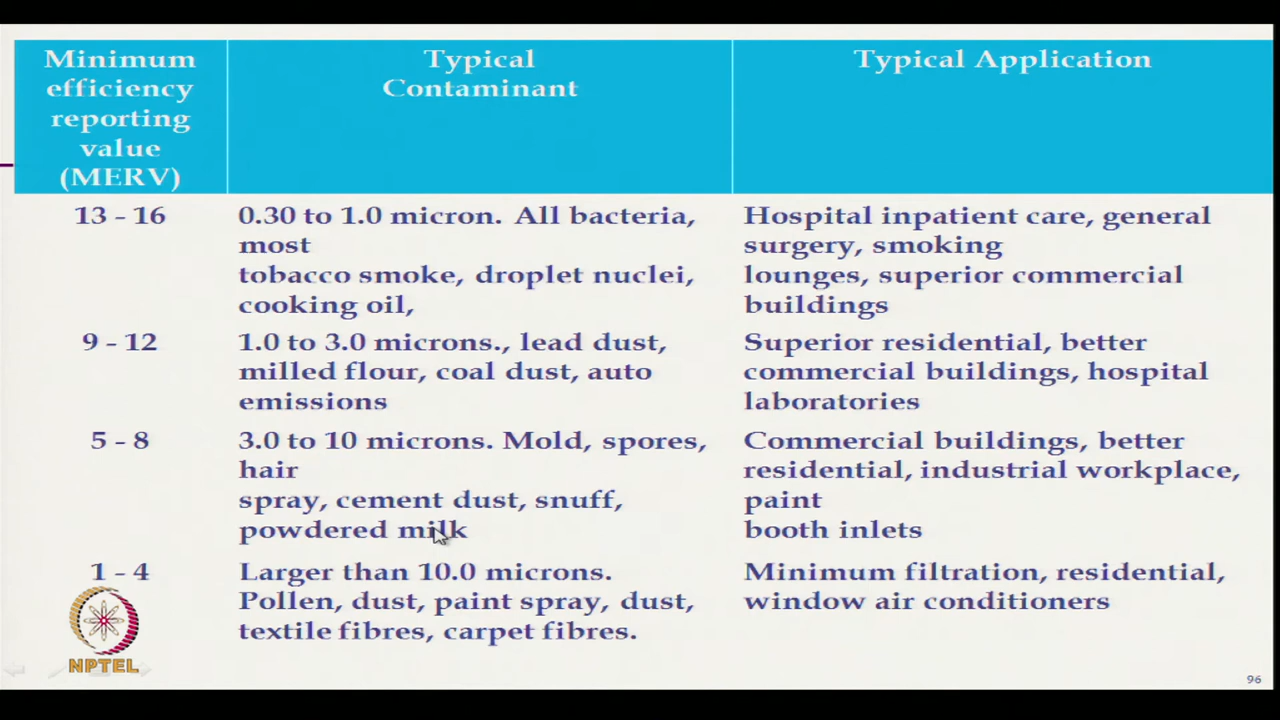 Minimum
efficiency
reporting
value
(MERV)
Typical
Contaminant
Typical Application
13 - 16
0.30 to 1.0 micron. All bacteria,
most
tobacco smoke, droplet nuclei,
cooking oil,
Hospital inpatient care, general
surgery, smoking
lounges, superior commercial
buildings
9 - 12
1.0 to 3.0 microns., lead dust,
milled flour, coal dust, auto
emissions
Superior residential, better
commercial buildings, hospital
laboratories
5 - 8
3.0 to 10 microns. Mold, spores,
hair
spray, cement dust, snuff,
powdered milk
Commercial buildings, better
residential, industrial workplace,
paint
booth inlets
1 - 4
Larger than 10.0 microns.
Pollen, dust, paint spray, dust,
textile fibres, carpet fibres.
Minimum filtration, residential,
window air conditioners
NPTEL
96